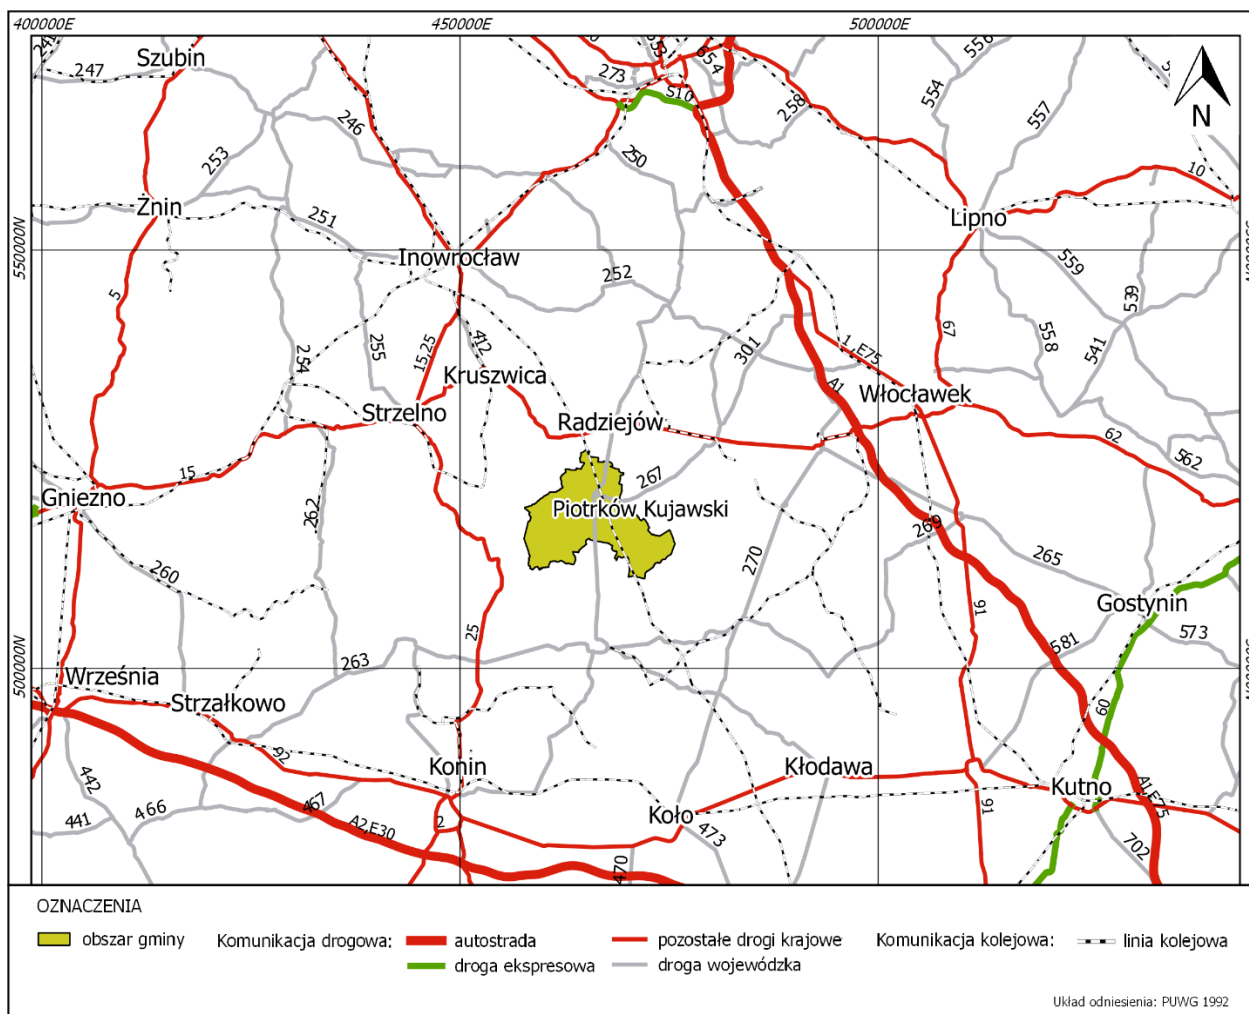 400000E
450000E
500000E
Szubin
241
247
273
653
654
S10
258
554
556
557
N
246
253
250
10
Żnin
251
Lipno
550000N
Inowrocław
252
559
539
5
15,25
412
255
254
301
1, E75
67
558
541
Kruszwica
A1
Włocławek
Strzelno
Radziejów
62
562
15
267
Gniezno
Piotrków Kujawski
262
269
260
270
265
Gostynin
91
573
25
581
500000N
263
Września
Strzałkowo
60
92
Konin
Kłodawa
Kutno
442
A1,E75
467
466
441
A2,E30
2
Koło
473
91
470
702
OZNACZENIA
obszar gminy
Komunikacja drogowa:
autostrada
pozostałe drogi krajowe
Komunikacja kolejowa:
linia kolejowa
droga ekspresowa
droga wojewódzka
Układ odniesienia: PUWG 1992